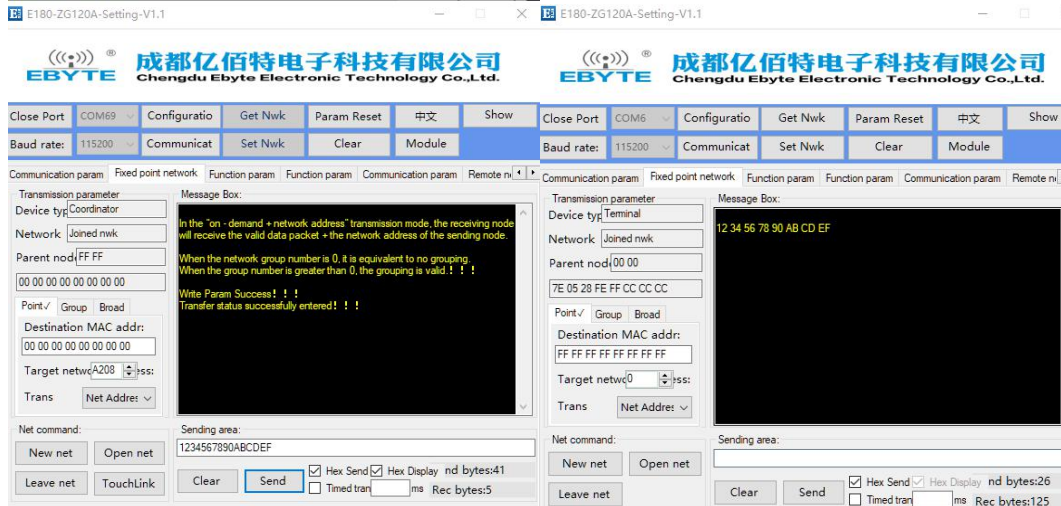 E180-ZG120A-Setting-V1.1
EBYTE
®
成都亿佰特电子科技有限公司
Chengdu Ebyte Electronic Technology Co.,Ltd.
Close Port COM69 Configuratio Get Nwk Param Reset 中文 Show
Baud rate: 115200 Communicat Set Nwk Clear Module
Communication param Fixed point network Function param Function param Communication param Remote n
Transmission parameter
Device typ Coordinator
Network Joined nwk
Parent nod FF FF
00 00 00 00 00 00 00 00
Point✓ Group Broad
Destination MAC addr:
00 00 00 00 00 00 00 00
Target netwc A208 ess:
Trans Net Addres
Message Box:
In the "on - demand + network address" transmission mode, the receiving node
will receive the valid data packet + the network address of the sending node.
When the network group number is 0, it is equivalent to no grouping.
When the group number is greater than 0, the grouping is valid.! ! !
Write Param Success! ! !
Transfer status successfully entered! ! !
Net command:
New net Open net
Leave net TouchLink
Sending area:
1234567890ABCDEF
Clear Send Hex Send Hex Display nd bytes:41
Timed tran ms Rec bytes:5
E180-ZG120A-Setting-V1.1
EBYTE
®
成都亿佰特电子科技有限公司
Chengdu Ebyte Electronic Technology Co.,Ltd.
Close Port COM6 Configuratio Get Nwk Param Reset 中文 Show
Baud rate: 115200 Communicat Set Nwk Clear Module
Communication param Fixed point network Function param Function param Communication param Remote ne
Transmission parameter
Device typ Terminal
Network Joined nwk
Parent nod 00 00
7E 05 28 FE FF CC CC CC
Point✓ Group Broad
Destination MAC addr:
FF FF FF FF FF FF FF FF
Target netwc 0 ess:
Trans Net Addres
Message Box:
12 34 56 78 90 AB CD EF
Net command:
New net Open net
Leave net
Sending area:
Clear Send Hex Send Hex Display nd bytes:26
Timed tran ms Rec bytes:125